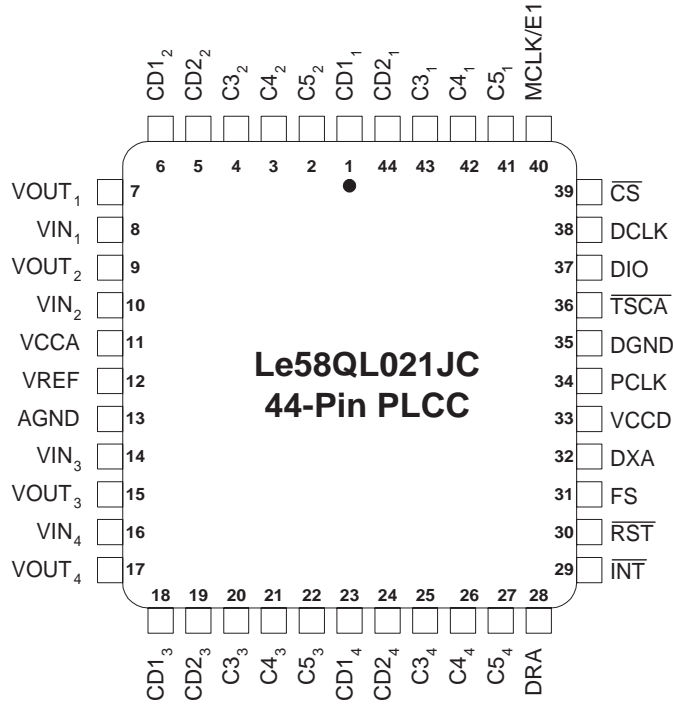 CD1₂ CD2₂ C3₂ C4₂ C5₂ CD1₁ CD2₁ C3₁ C4₁ C5₁ MCLK/E1
6 5 4 3 2 1 44 43 42 41 40
VOUT₁ 7 39 C̅S̅
VIN₁ 8 38 DCLK
VOUT₂ 9 37 DIO
VIN₂ 10 36 T̅S̅C̅A̅
VCCA 11 35 DGND
VREF 12 34 PCLK
AGND 13 33 VCCD
VIN₃ 14 32 DXA
VOUT₃ 15 31 FS
VIN₄ 16 30 R̅S̅T̅
VOUT₄ 17 29 I̅N̅T̅
Le58QL021JC
44-Pin PLCC
18 19 20 21 22 23 24 25 26 27 28
CD1₃ CD2₃ C3₃ C4₃ C5₃ CD1₄ CD2₄ C3₄ C4₄ C5₄ DRA